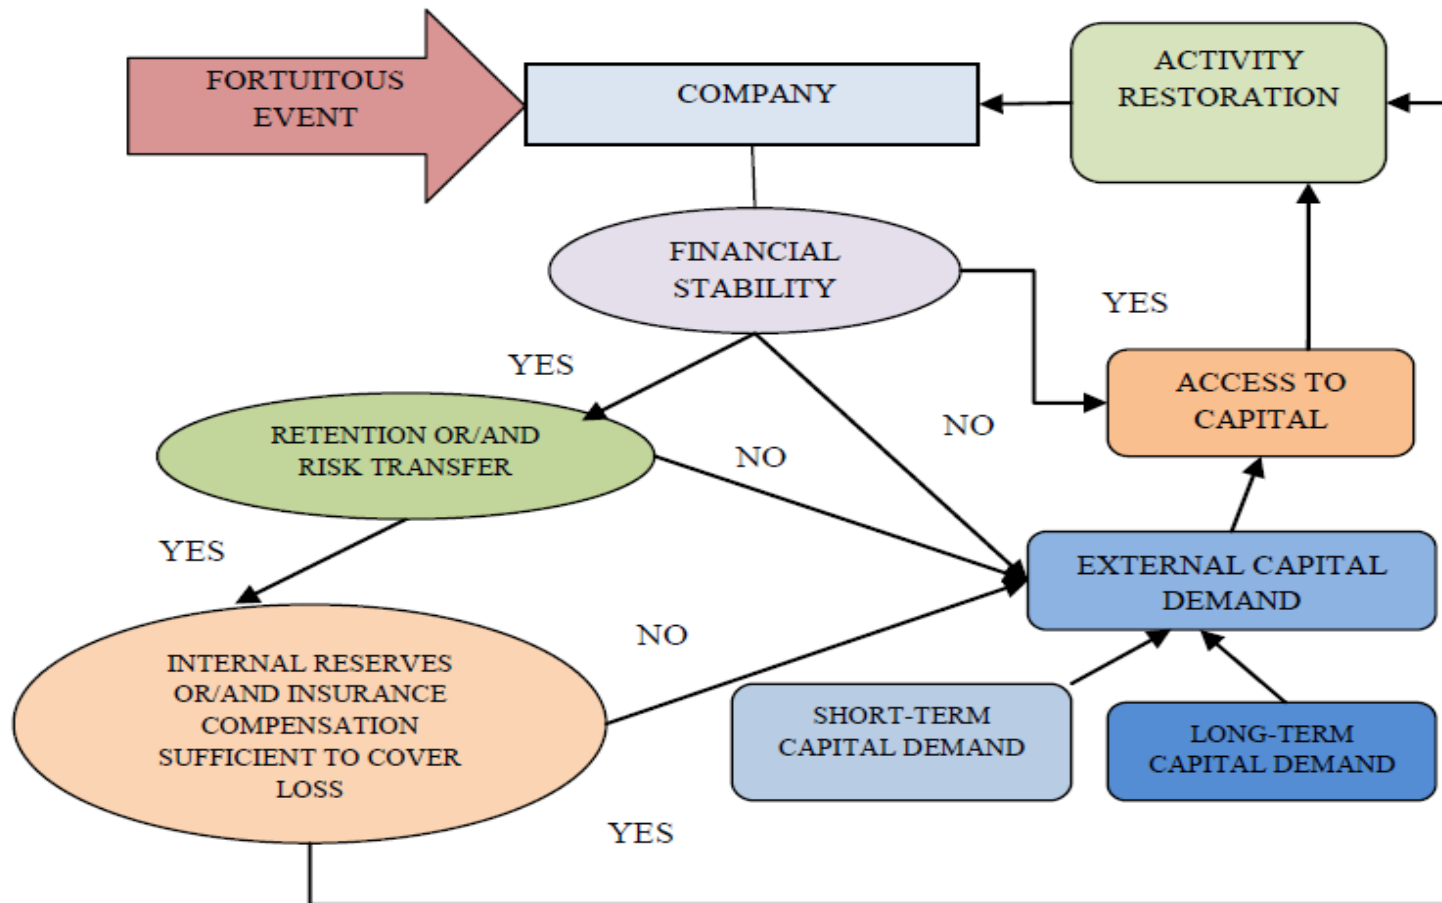 FORTUITOUS
EVENT
COMPANY
ACTIVITY
RESTORATION
FINANCIAL
STABILITY
YES
YES
ACCESS TO
CAPITAL
NO
RETENTION OR/AND
RISK TRANSFER
NO
YES
EXTERNAL CAPITAL
DEMAND
NO
INTERNAL RESERVES
OR/AND INSURANCE
COMPENSATION
SUFFICIENT TO COVER
LOSS
SHORT-TERM
CAPITAL DEMAND
LONG-TERM
CAPITAL DEMAND
YES